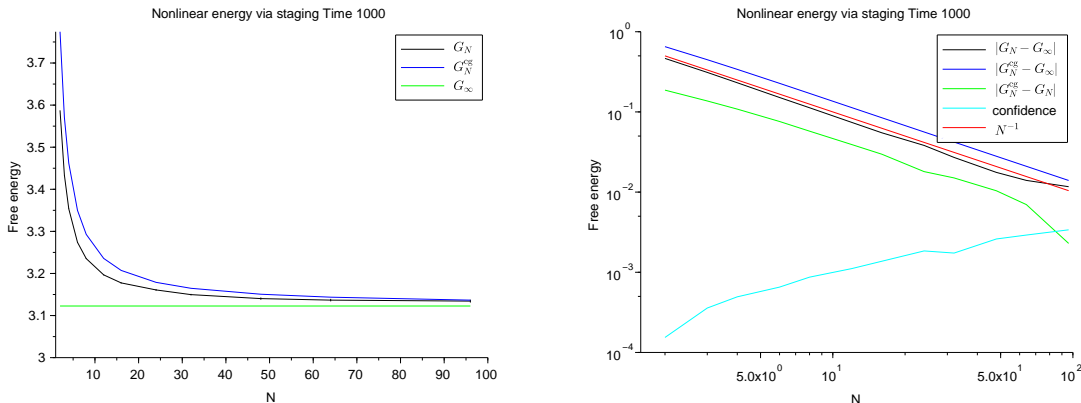 Nonlinear energy via staging Time 1000
Free energy
3.7
3.6
3.5
3.4
3.3
3.2
3.1
3
10 20 30 40 50 60 70 80 90 100
N
G_N
G_N^{cg}
G_∞
Nonlinear energy via staging Time 1000
Free energy
10^0
10^{-1}
10^{-2}
10^{-3}
10^{-4}
5.0x10^0 10^1 5.0x10^1 10^2
N
|G_N − G_∞|
|G_N^{cg} − G_∞|
|G_N^{cg} − G_N|
confidence
N^{-1}